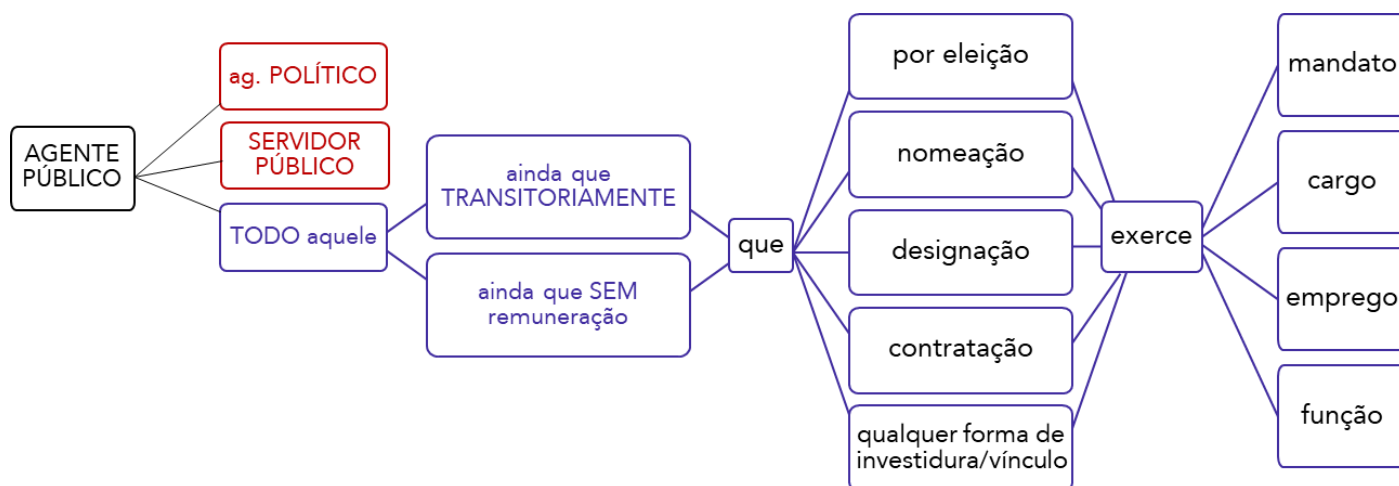 AGENTE
PÚBLICO
ag. POLÍTICO
SERVIDOR
PÚBLICO
TODO aquele
ainda que
TRANSITORIAMENTE
ainda que SEM
remuneração
que
por eleição
nomeação
designação
contratação
qualquer forma de
investidura/vínculo
exerce
mandato
cargo
emprego
função